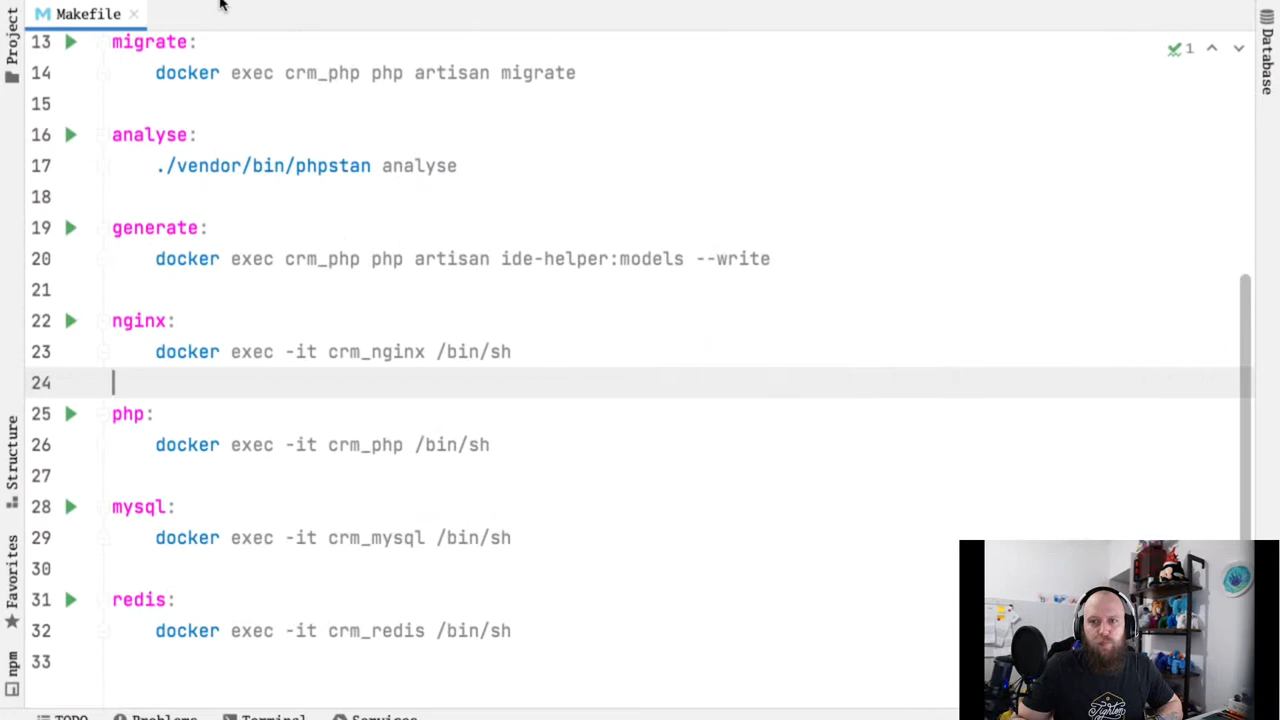 Makefile
Project
Database
Structure
Favorites
npm
1
13 migrate:
14 docker exec crm_php php artisan migrate
15
16 analyse:
17 ./vendor/bin/phpstan analyse
18
19 generate:
20 docker exec crm_php php artisan ide-helper:models --write
21
22 nginx:
23 docker exec -it crm_nginx /bin/sh
24
25 php:
26 docker exec -it crm_php /bin/sh
27
28 mysql:
29 docker exec -it crm_mysql /bin/sh
30
31 redis:
32 docker exec -it crm_redis /bin/sh
33
TODO Problems Terminal Services
Tighten